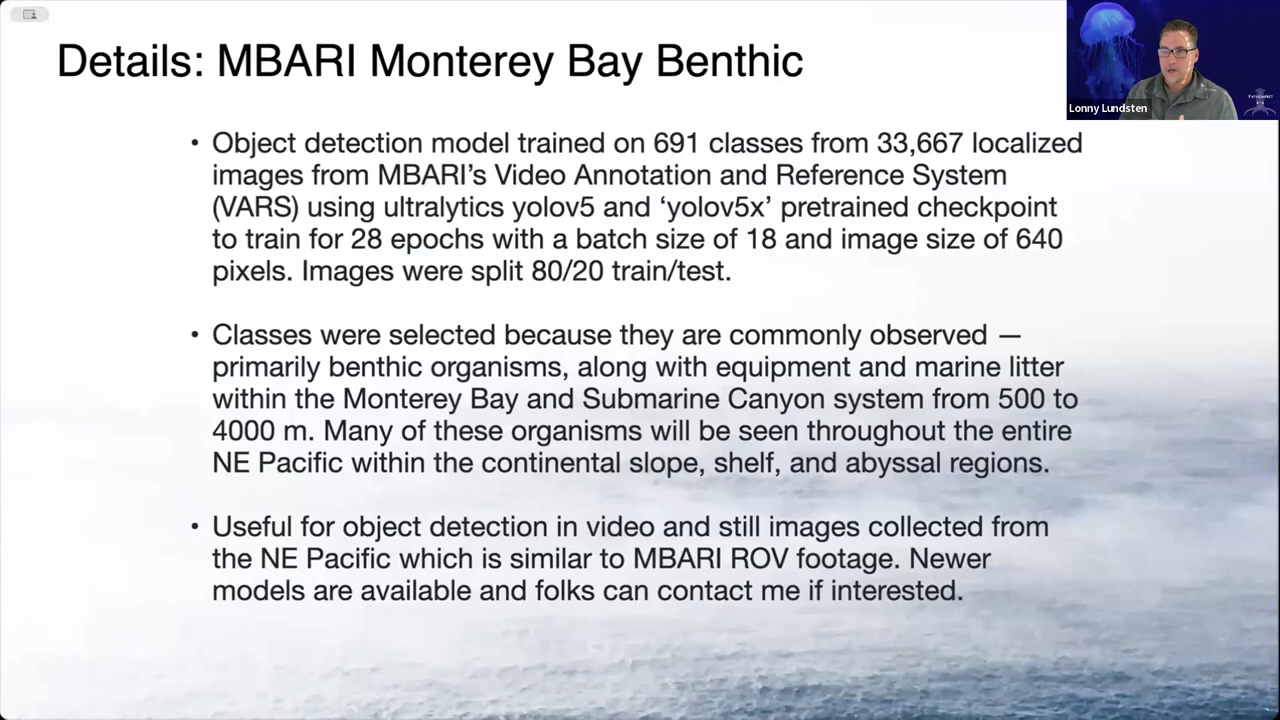 Details: MBARI Monterey Bay Benthic
Lonny Lundsten
• Object detection model trained on 691 classes from 33,667 localized
images from MBARI’s Video Annotation and Reference System
(VARS) using ultralytics yolov5 and ‘yolov5x’ pretrained checkpoint
to train for 28 epochs with a batch size of 18 and image size of 640
pixels. Images were split 80/20 train/test.
• Classes were selected because they are commonly observed —
primarily benthic organisms, along with equipment and marine litter
within the Monterey Bay and Submarine Canyon system from 500 to
4000 m. Many of these organisms will be seen throughout the entire
NE Pacific within the continental slope, shelf, and abyssal regions.
• Useful for object detection in video and still images collected from
the NE Pacific which is similar to MBARI ROV footage. Newer
models are available and folks can contact me if interested.